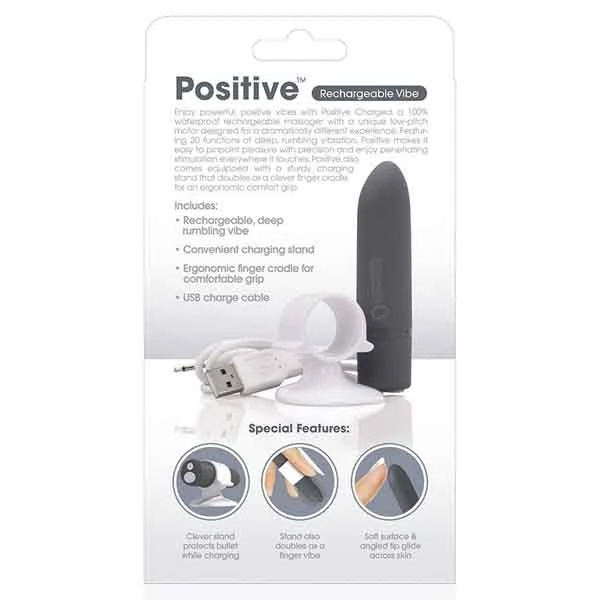 Positive™
Rechargeable Vibe
Enjoy powerful, positive vibes with Positive Charged, a 100%
waterproof rechargeable massager with a unique low-pitch
motor designed for a dramatically different experience. Featur-
ing 20 functions of deep, rumbling vibration, Positive makes it
easy to pinpoint pleasure with precision and enjoy penetrating
stimulation everywhere it touches. Positive also
comes equipped with a sturdy charging
stand that doubles as a clever finger cradle
for an ergonomic comfort grip.
Includes:
• Rechargeable, deep
rumbling vibe
• Convenient charging stand
• Ergonomic finger cradle for
comfortable grip
• USB charge cable
Special Features:
Clever stand
protects bullet
while charging
Stand also
doubles as a
finger vibe
Soft surface &
angled tip glide
across skin